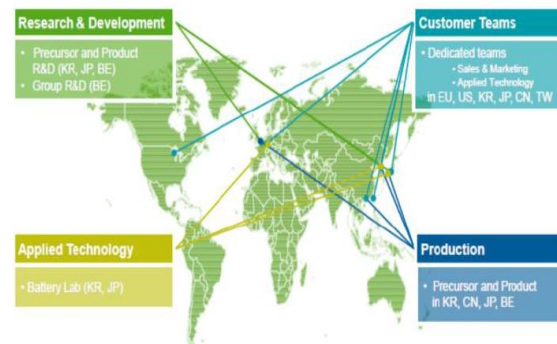 Research & Development
• Precursor and Product
R&D (KR, JP, BE)
• Group R&D (BE)
Customer Teams
• Dedicated teams
• Sales & Marketing
• Applied Technology
in EU, US, KR, JP, CN, TW
Applied Technology
• Battery Lab (KR, JP)
Production
• Precursor and Product
in KR, CN, JP, BE